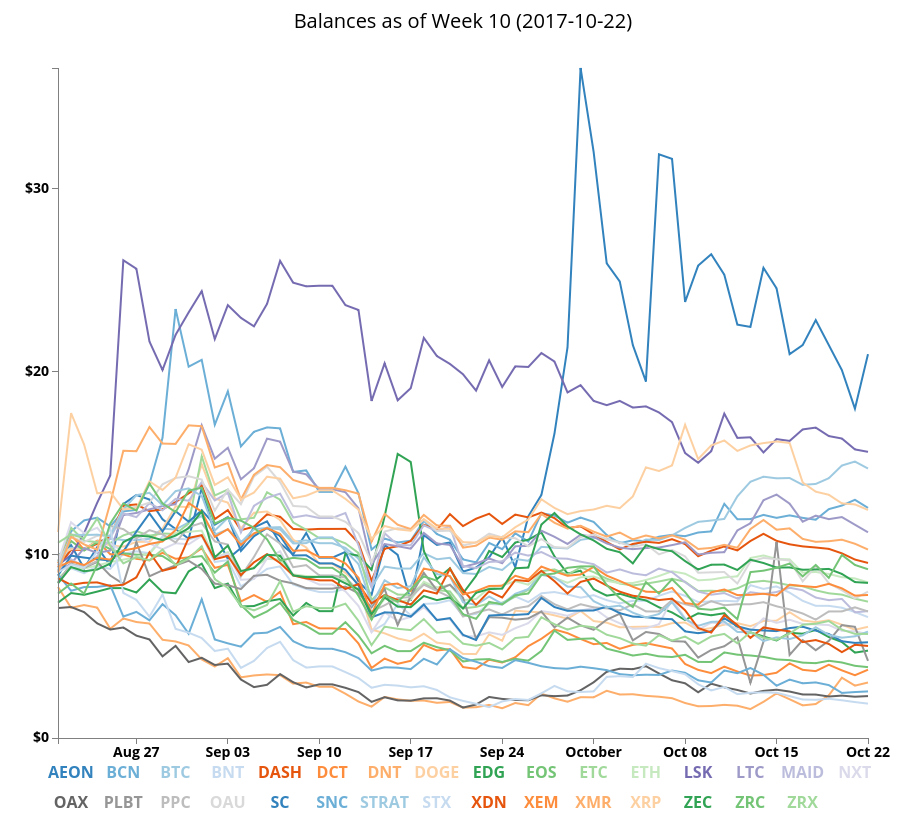 Balances as of Week 10 (2017-10-22)
$30
$20
$10
$0
Aug 27 Sep 03 Sep 10 Sep 17 Sep 24 October Oct 08 Oct 15 Oct 22
AEON BCN BTC BNT DASH DCT DNT DOGE EDG EOS ETC ETH LSK LTC MAID NXT
OAX PLBT PPC OAU SC SNC STRAT STX XDN XEM XMR XRP ZEC ZRC ZRX